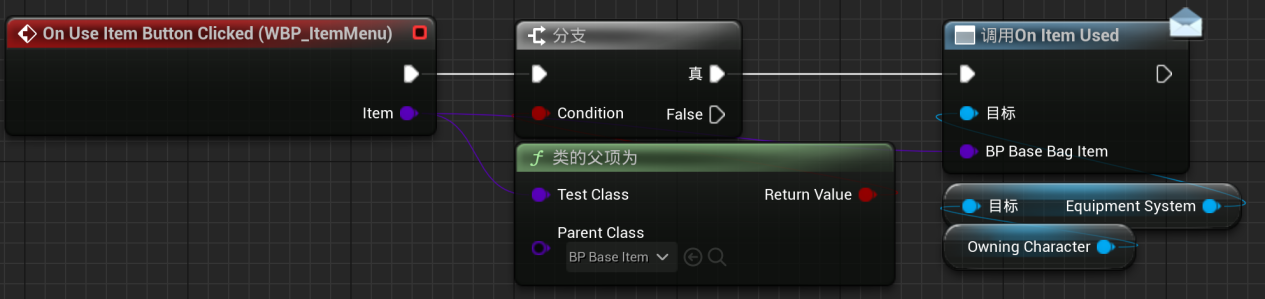 On Use Item Button Clicked (WBP_ItemMenu)
Item
分支
真
Condition
False
类的父项为
Test Class
Return Value
Parent Class
BP Base Item
调用On Item Used
目标
BP Base Bag Item
目标
Equipment System
Owning Character